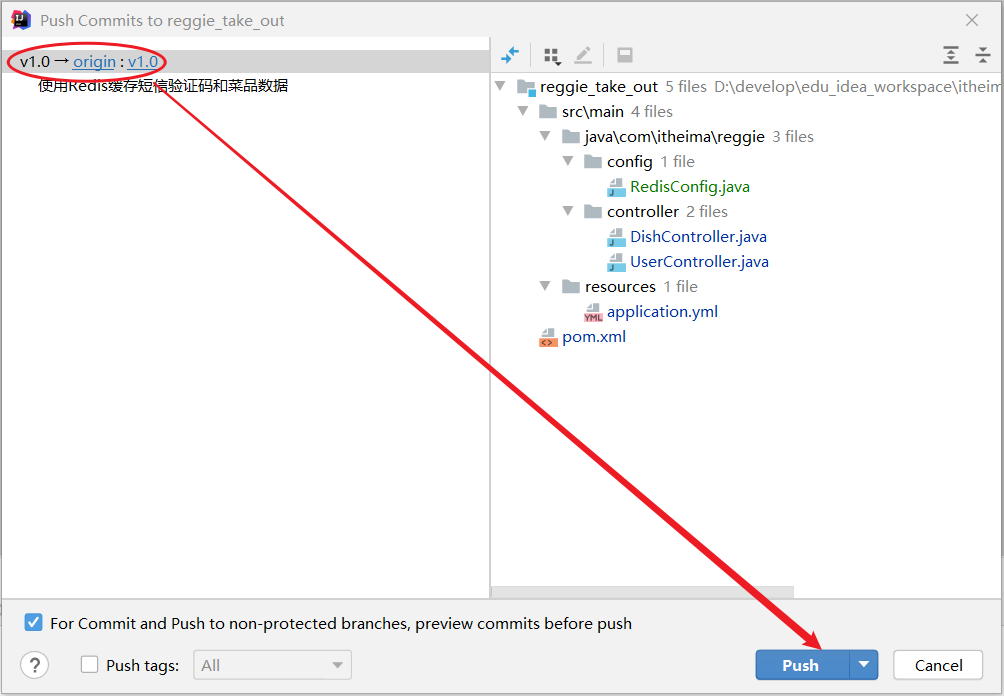 Push Commits to reggie_take_out
v1.0 → origin : v1.0
使用Redis缓存短信验证码和菜品数据
reggie_take_out 5 files D:\develop\edu_idea_workspace\itheim
src\main 4 files
java\com\itheima\reggie 3 files
config 1 file
RedisConfig.java
controller 2 files
DishController.java
UserController.java
resources 1 file
application.yml
pom.xml
For Commit and Push to non-protected branches, preview commits before push
? Push tags: All Push Cancel